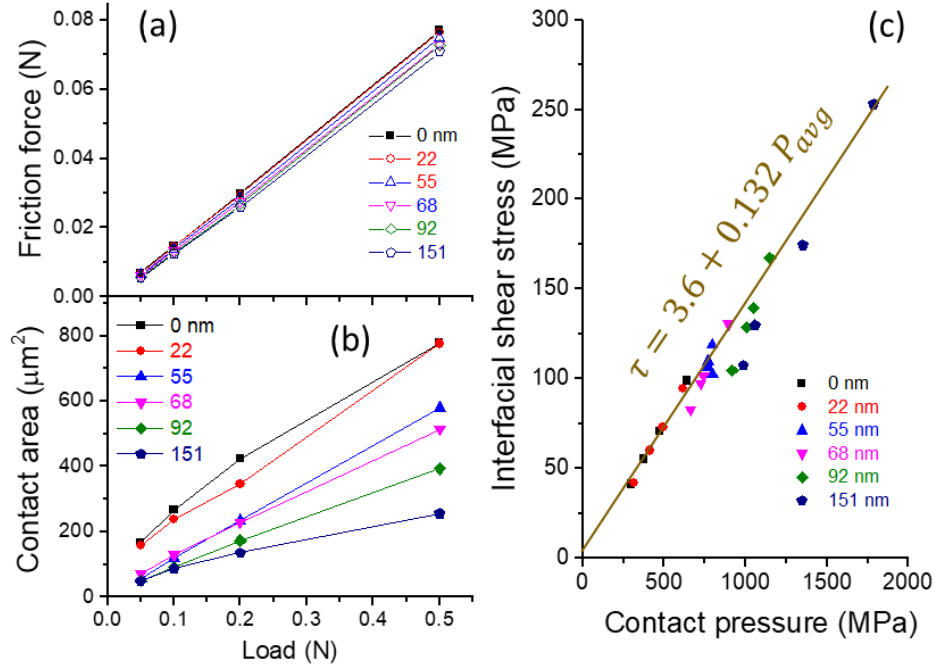 (a)
Friction force (N)
0.08
0.06
0.04
0.02
0.00
0 nm
22
55
68
92
151
(b)
Contact area (μm²)
800
600
400
200
0
0 nm
22
55
68
92
151
0.0 0.1 0.2 0.3 0.4 0.5
Load (N)
(c)
Interfacial shear stress (MPa)
300
250
200
150
100
50
0
τ = 3.6 + 0.132 P_avg
0 nm
22 nm
55 nm
68 nm
92 nm
151 nm
0 500 1000 1500 2000
Contact pressure (MPa)